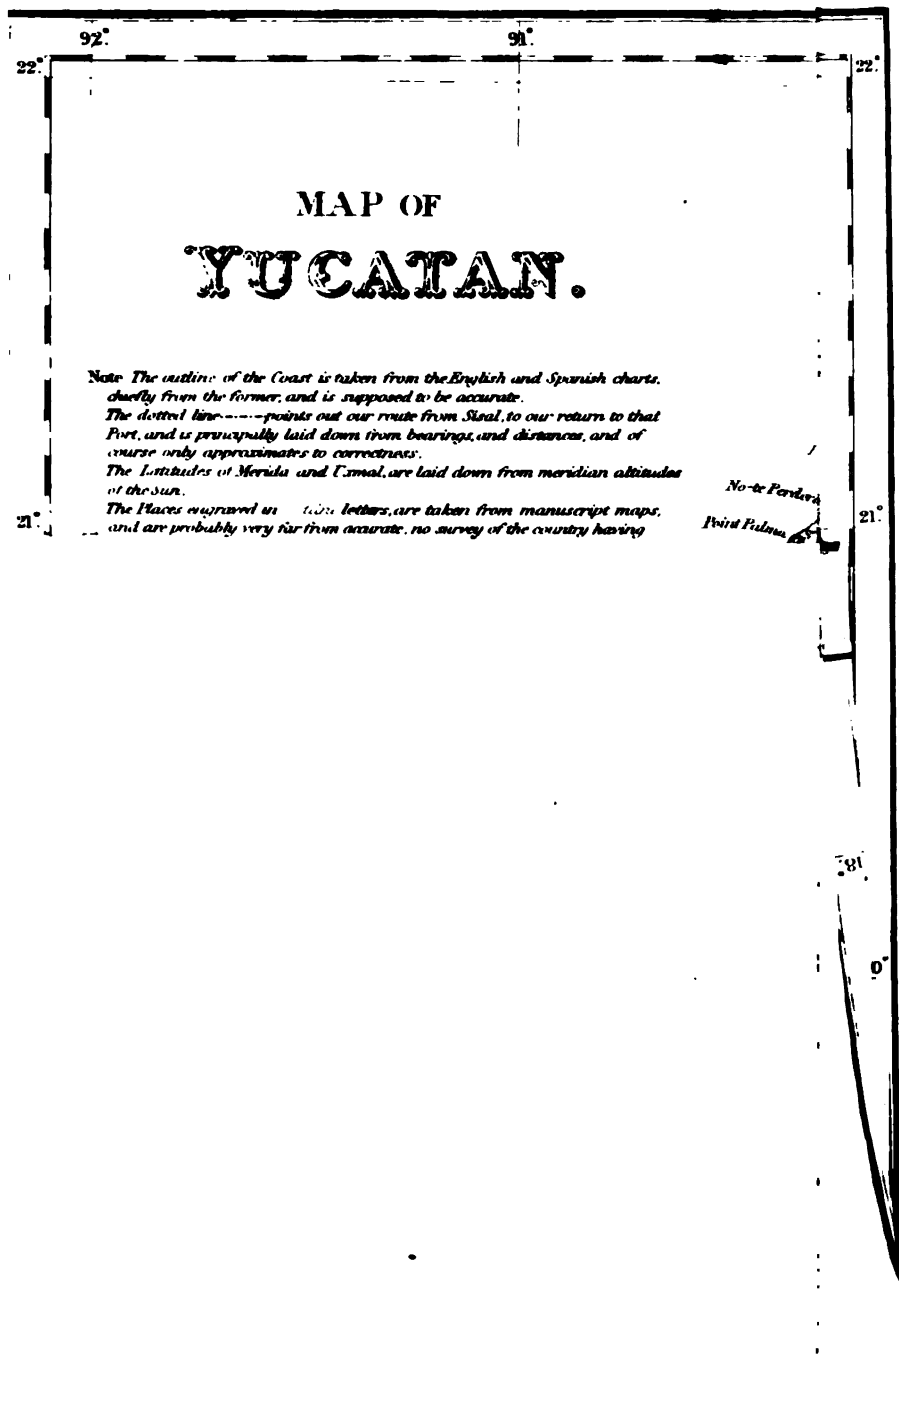 92° 91°
22° 22°
MAP OF
YUCATAN.
Note The outline of the Coast is taken from the English and Spanish charts,
chiefly from the former, and is supposed to be accurate.
The dotted line-----points out our route from Sisal, to our return to that
Port, and is principally laid down from bearings, and distances, and of
course only approximates to correctness.
The Latitudes of Merida and Uxmal, are laid down from meridian altitudes
of the Sun.
The Places engraved in letters, are taken from manuscript maps,
and are probably very far from accurate, no survey of the country having
Point Palmas
21° 21°
0°